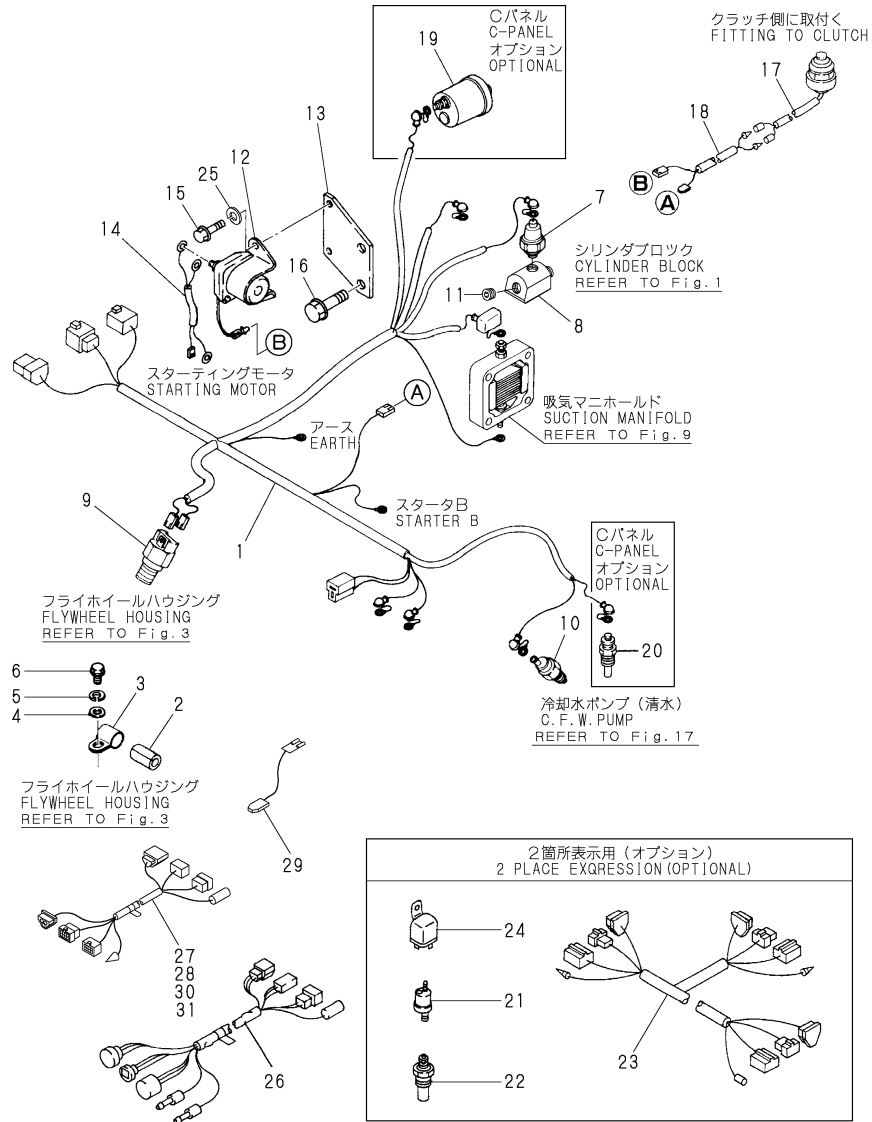 Cパネル
C-PANEL
オプション
OPTIONAL
19
クラッチ側に取付く
FITTING TO CLUTCH
17
18
B
A
13
12
25
15
14
16
7
シリンダブロック
CYLINDER BLOCK
REFER TO Fig.1
11
8
B
スターティングモータ
STARTING MOTOR
A
吸気マニホールド
SUCTION MANIFOLD
REFER TO Fig.9
アース
EARTH
スタータB
STARTER B
9
1
フライホイールハウジング
FLYWHEEL HOUSING
REFER TO Fig.3
Cパネル
C-PANEL
オプション
OPTIONAL
10
20
冷却水ポンプ(清水)
C.F.W.PUMP
REFER TO Fig.17
6
5
4
3
2
フライホイールハウジング
FLYWHEEL HOUSING
REFER TO Fig.3
29
27
28
30
31
26
2箇所表示用(オプション)
2 PLACE EXQRESSION(OPTIONAL)
24
21
22
23